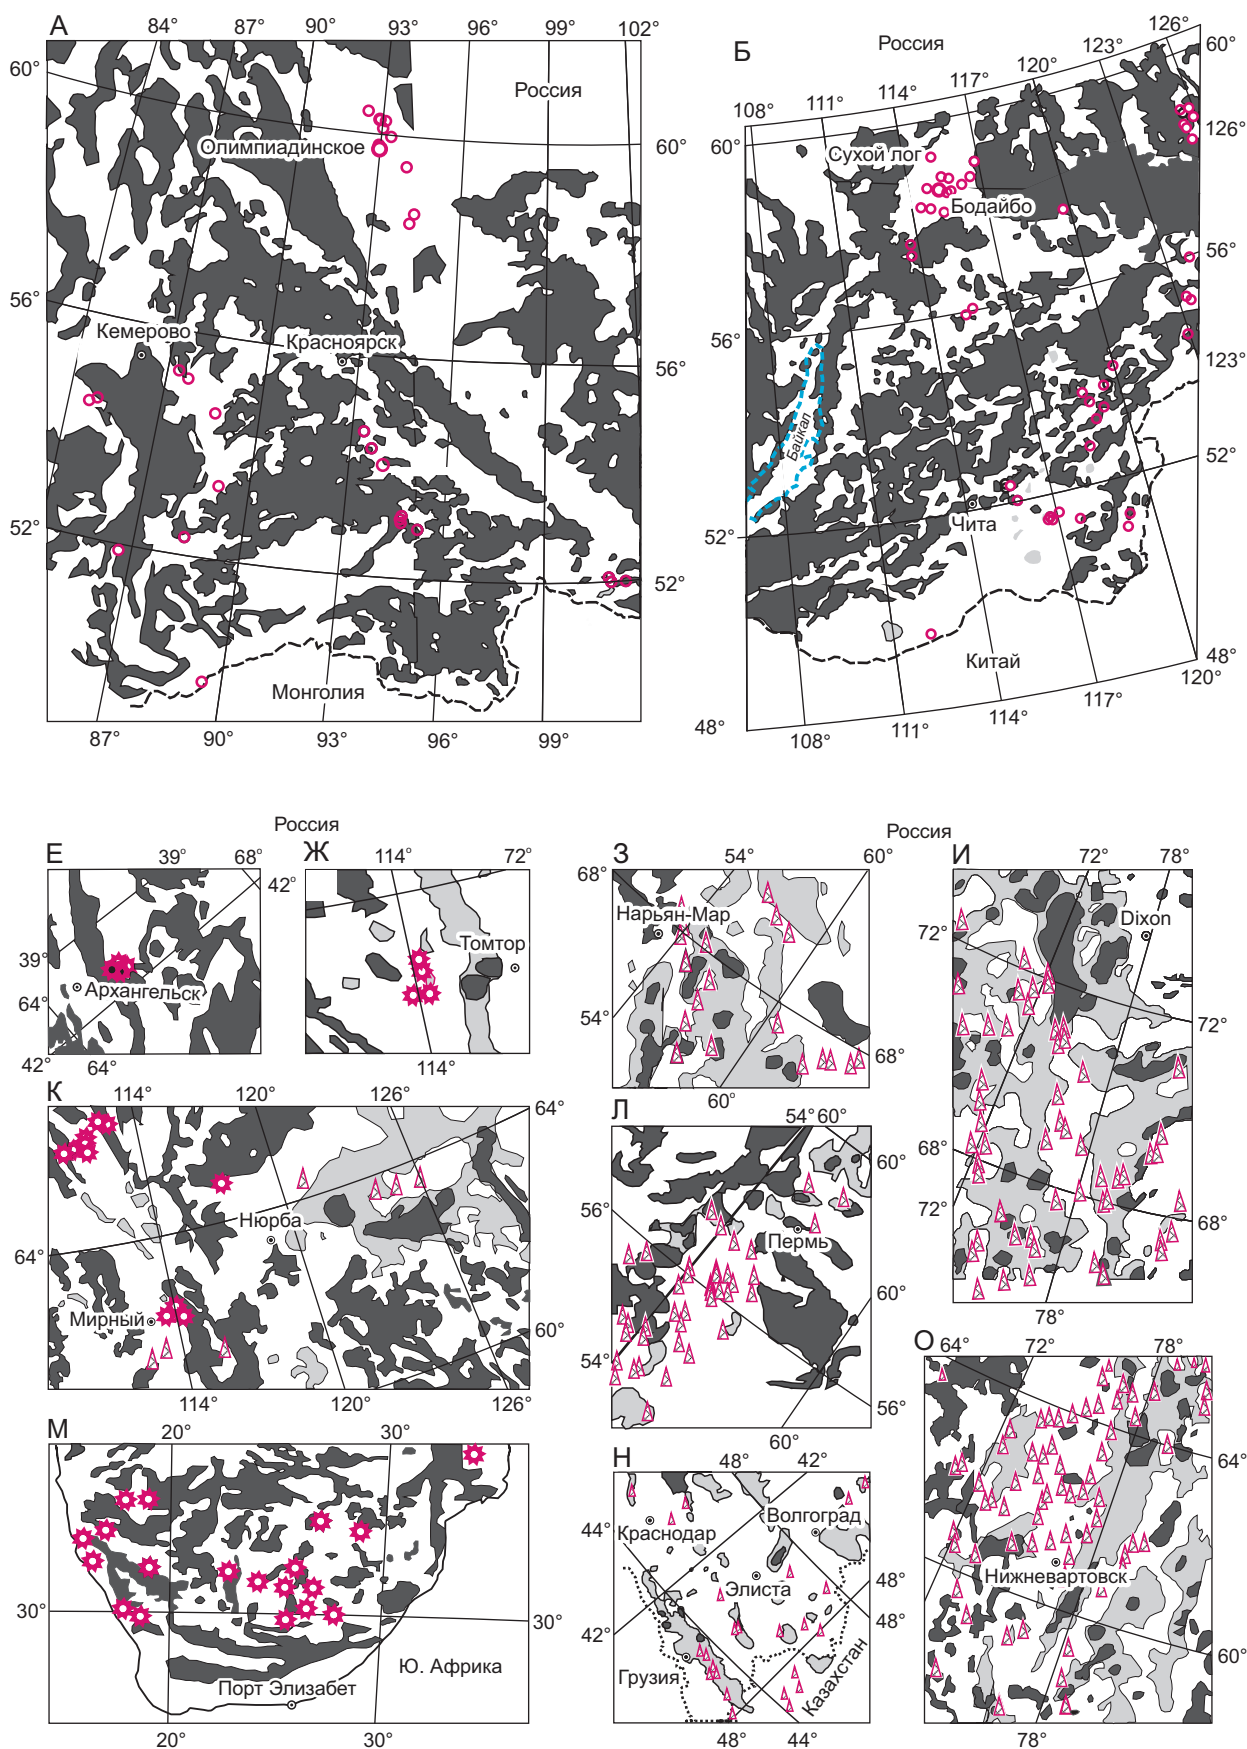 А
84° 87° 90° 93° 96° 99° 102°
60°
Россия
Олимпиадинское
60°
56°
Кемерово
Красноярск
56°
52°
52°
Монголия
87° 90° 93° 96° 99°
Б
Россия
108° 111° 114° 117° 120° 123° 126°
60°
60°
126°
Сухой лог
Бодайбо
56°
56°
123°
Байкал
52°
52°
Чита
Китай
48°
48°
120°
108° 111° 114° 117°
Россия
Е
39° 68°
42°
39°
64°
Архангельск
42° 64°
Ж
114° 72°
Томтор
114°
З
54° 60°
68°
Нарьян-Мар
54°
68°
60°
Россия
И
72° 78°
Dixon
72°
72°
68°
72°
68°
78°
К
114° 120° 126°
64°
Нюрба
64°
Мирный
60°
114° 120° 126°
Л
54° 60°
60°
56°
Пермь
60°
54°
56°
60°
М
20° 30°
30°
30°
Ю. Африка
Порт Элизабет
20° 30°
Н
48° 42°
Волгоград
44°
Краснодар
Элиста
48°
48°
42°
Грузия
Казахстан
48° 44°
О
64° 72° 78°
64°
Нижневартовск
60°
78°